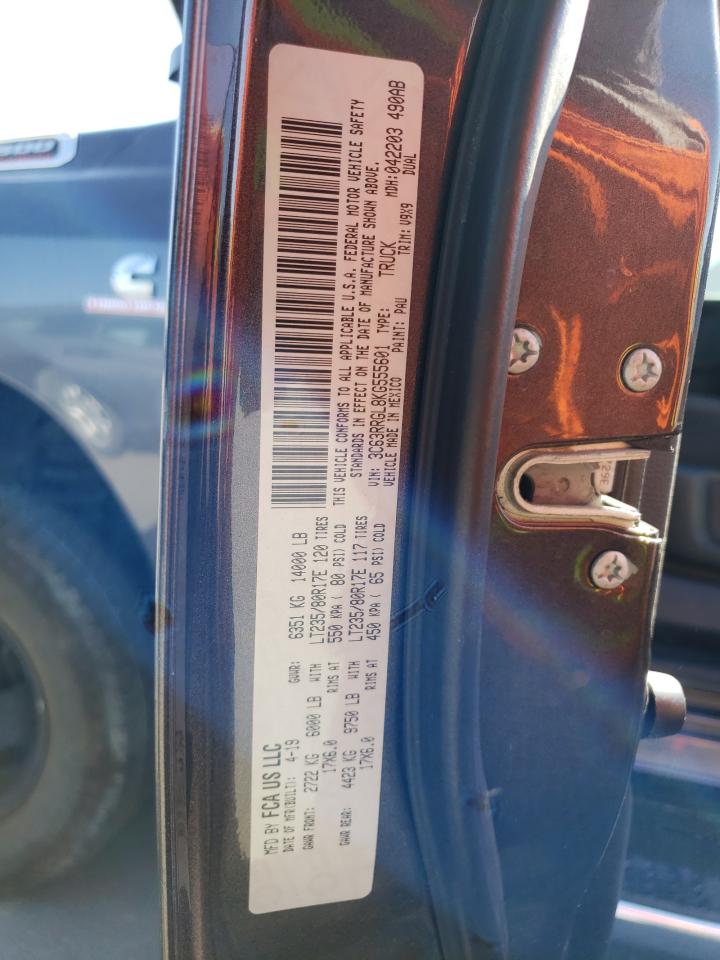 MFD BY FCA US LLC
DATE OF MFR(BUILT): 4-19 GVWR: 6351 KG 14000 LB
GAWR FRONT: 2722 KG 6000 LB WITH LT235/80R17E 120 TIRES
17X6.0 RIMS AT 550 KPA ( 80 PSI) COLD
GAWR REAR: 4423 KG 9750 LB WITH LT235/80R17E 117 TIRES
17X6.0 RIMS AT 450 KPA ( 65 PSI) COLD
THIS VEHICLE CONFORMS TO ALL APPLICABLE U.S.A. FEDERAL MOTOR VEHICLE SAFETY
STANDARDS IN EFFECT ON THE DATE OF MANUFACTURE SHOWN ABOVE.
VIN: 3C63RRGL8KG555601 TYPE: TRUCK MDH:042203 490AB
VEHICLE MADE IN MEXICO PAINT: PAU TRIM: V9X9 DUAL
500
C